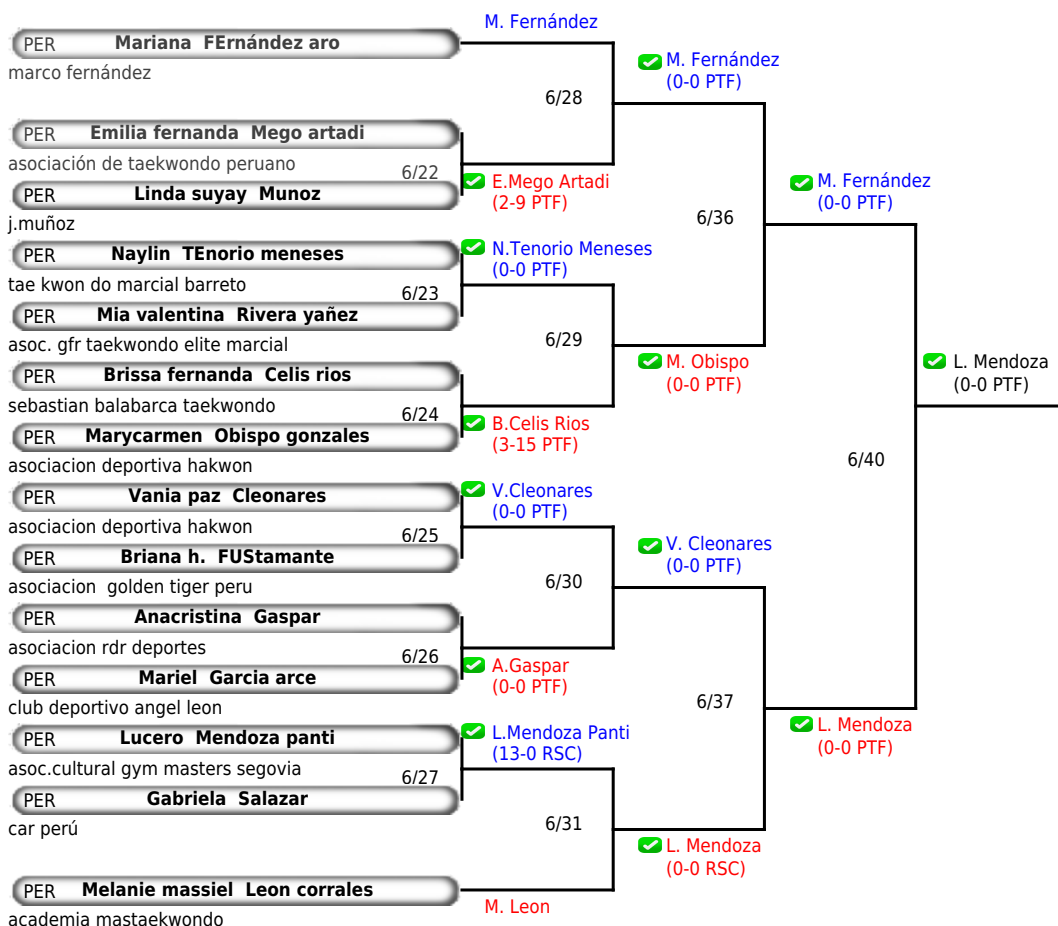 M. Fernández
PER Mariana FErnández aro
marco fernández
M. Fernández
(0-0 PTF)
6/28
PER Emilia fernanda Mego artadi
asociación de taekwondo peruano
6/22
PER Linda suyay Munoz
j.muñoz
E.Mego Artadi
(2-9 PTF)
M. Fernández
(0-0 PTF)
6/36
PER Naylin TEnorio meneses
tae kwon do marcial barreto
N.Tenorio Meneses
(0-0 PTF)
6/23
PER Mia valentina Rivera yañez
asoc. gfr taekwondo elite marcial
6/29
M. Obispo
(0-0 PTF)
L. Mendoza
(0-0 PTF)
PER Brissa fernanda Celis rios
sebastian balabarca taekwondo
6/24
PER Marycarmen Obispo gonzales
asociacion deportiva hakwon
B.Celis Rios
(3-15 PTF)
6/40
PER Vania paz Cleonares
asociacion deportiva hakwon
V.Cleonares
(0-0 PTF)
6/25
PER Briana h. FUStamante
asociacion golden tiger peru
V. Cleonares
(0-0 PTF)
6/30
PER Anacristina Gaspar
asociacion rdr deportes
6/26
PER Mariel Garcia arce
club deportivo angel leon
A.Gaspar
(0-0 PTF)
6/37
L. Mendoza
(0-0 PTF)
PER Lucero Mendoza panti
asoc.cultural gym masters segovia
L.Mendoza Panti
(13-0 RSC)
6/27
PER Gabriela Salazar
car perú
6/31
L. Mendoza
(0-0 RSC)
PER Melanie massiel Leon corrales
academia mastaekwondo
M. Leon